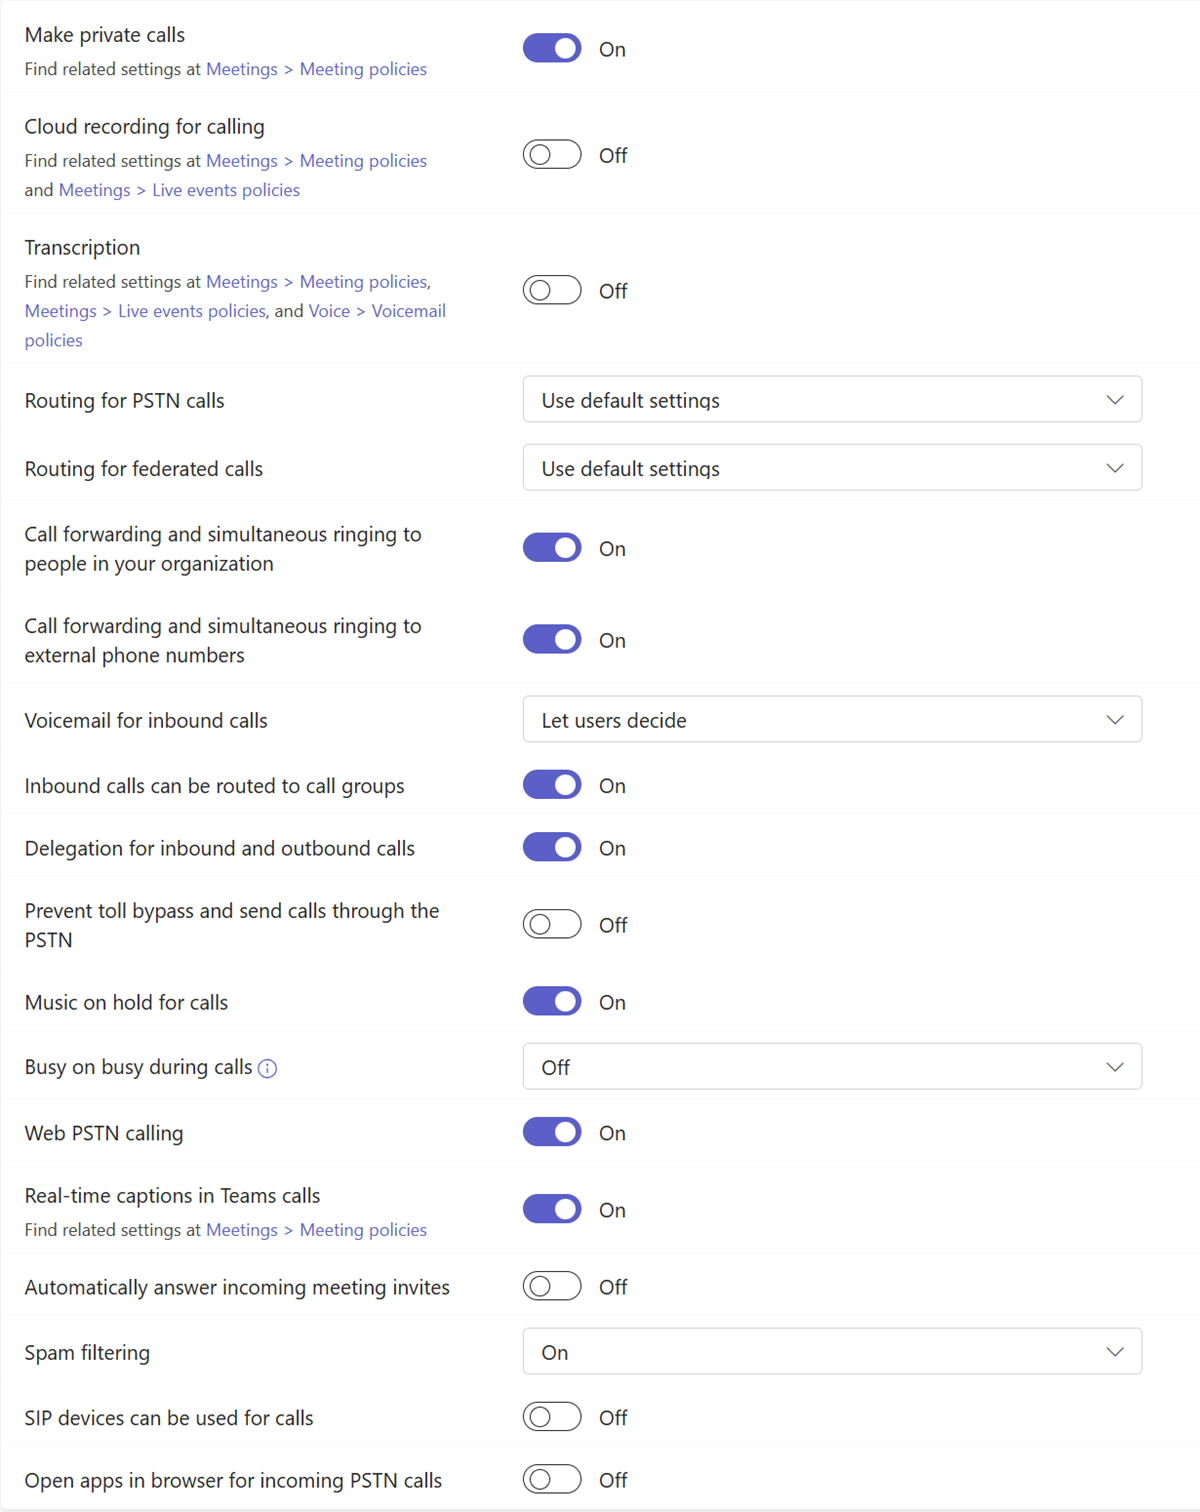 Make private calls
On
Find related settings at Meetings > Meeting policies
Cloud recording for calling
Find related settings at Meetings > Meeting policies
Off
and Meetings > Live events policies
Transcription
Find related settings at Meetings > Meeting policies,
Off
Meetings > Live events policies, and Voice > Voicemail
policies
Routing for PSTN calls
Use default settings
Routing for federated calls
Use default settings
Call forwarding and simultaneous ringing to
On
people in your organization
Call forwarding and simultaneous ringing to
On
external phone numbers
Voicemail for inbound calls
Let users decide
Inbound calls can be routed to call groups
On
Delegation for inbound and outbound calls
On
Prevent toll bypass and send calls through the
Off
PSTN
Music on hold for calls
On
Busy on busy during calls
Off
Web PSTN calling
On
Real-time captions in Teams calls
On
Find related settings at Meetings > Meeting policies
Automatically answer incoming meeting invites
Off
Spam filtering
On
SIP devices can be used for calls
Off
Open apps in browser for incoming PSTN calls
Off